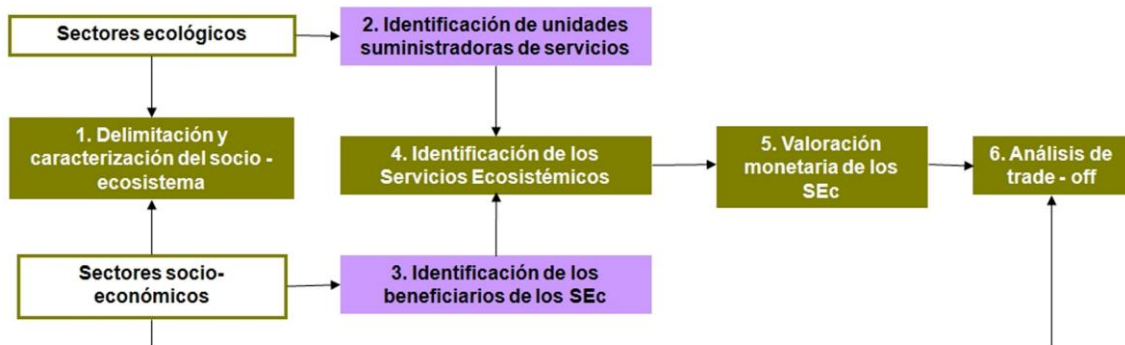 Sectores ecológicos
2. Identificación de unidades
suministradoras de servicios
1. Delimitación y
caracterización del socio -
ecosistema
4. Identificación de los
Servicios Ecosistémicos
5. Valoración
monetaria de los
SEc
6. Análisis de
trade - off
Sectores socio-
económicos
3. Identificación de los
beneficiarios de los SEc